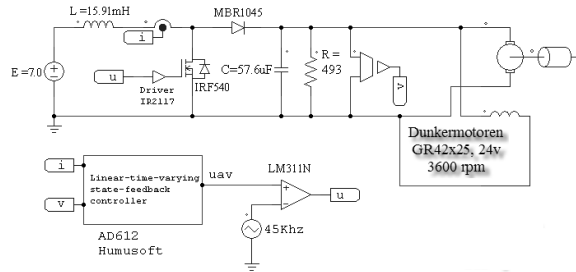 L =15.91mH
MBR1045
i
E =7.0
u
Driver
IR2117
IRF540
C=57.6uF
R =
493
V
Dunkermotoren
GR42x25, 24v
3600 rpm
i
v
Linear-time-varying
state-feedback
controller
uav
AD612
Humusoft
LM311N
u
45Khz